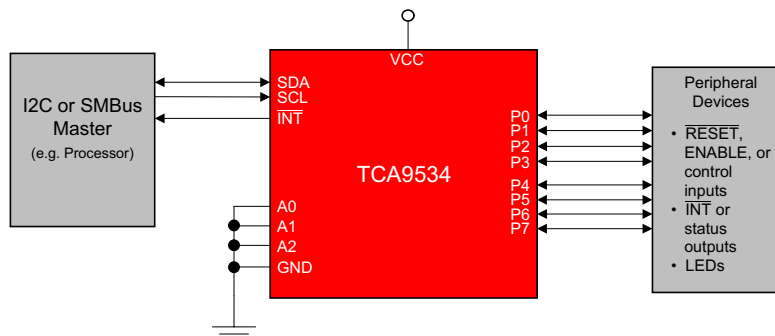 VCC
I2C or SMBus
Master
(e.g. Processor)
SDA
SCL
INT
A0
A1
A2
GND
TCA9534
P0
P1
P2
P3
P4
P5
P6
P7
Peripheral
Devices
• RESET,
ENABLE, or
control
inputs
• INT or
status
outputs
• LEDs